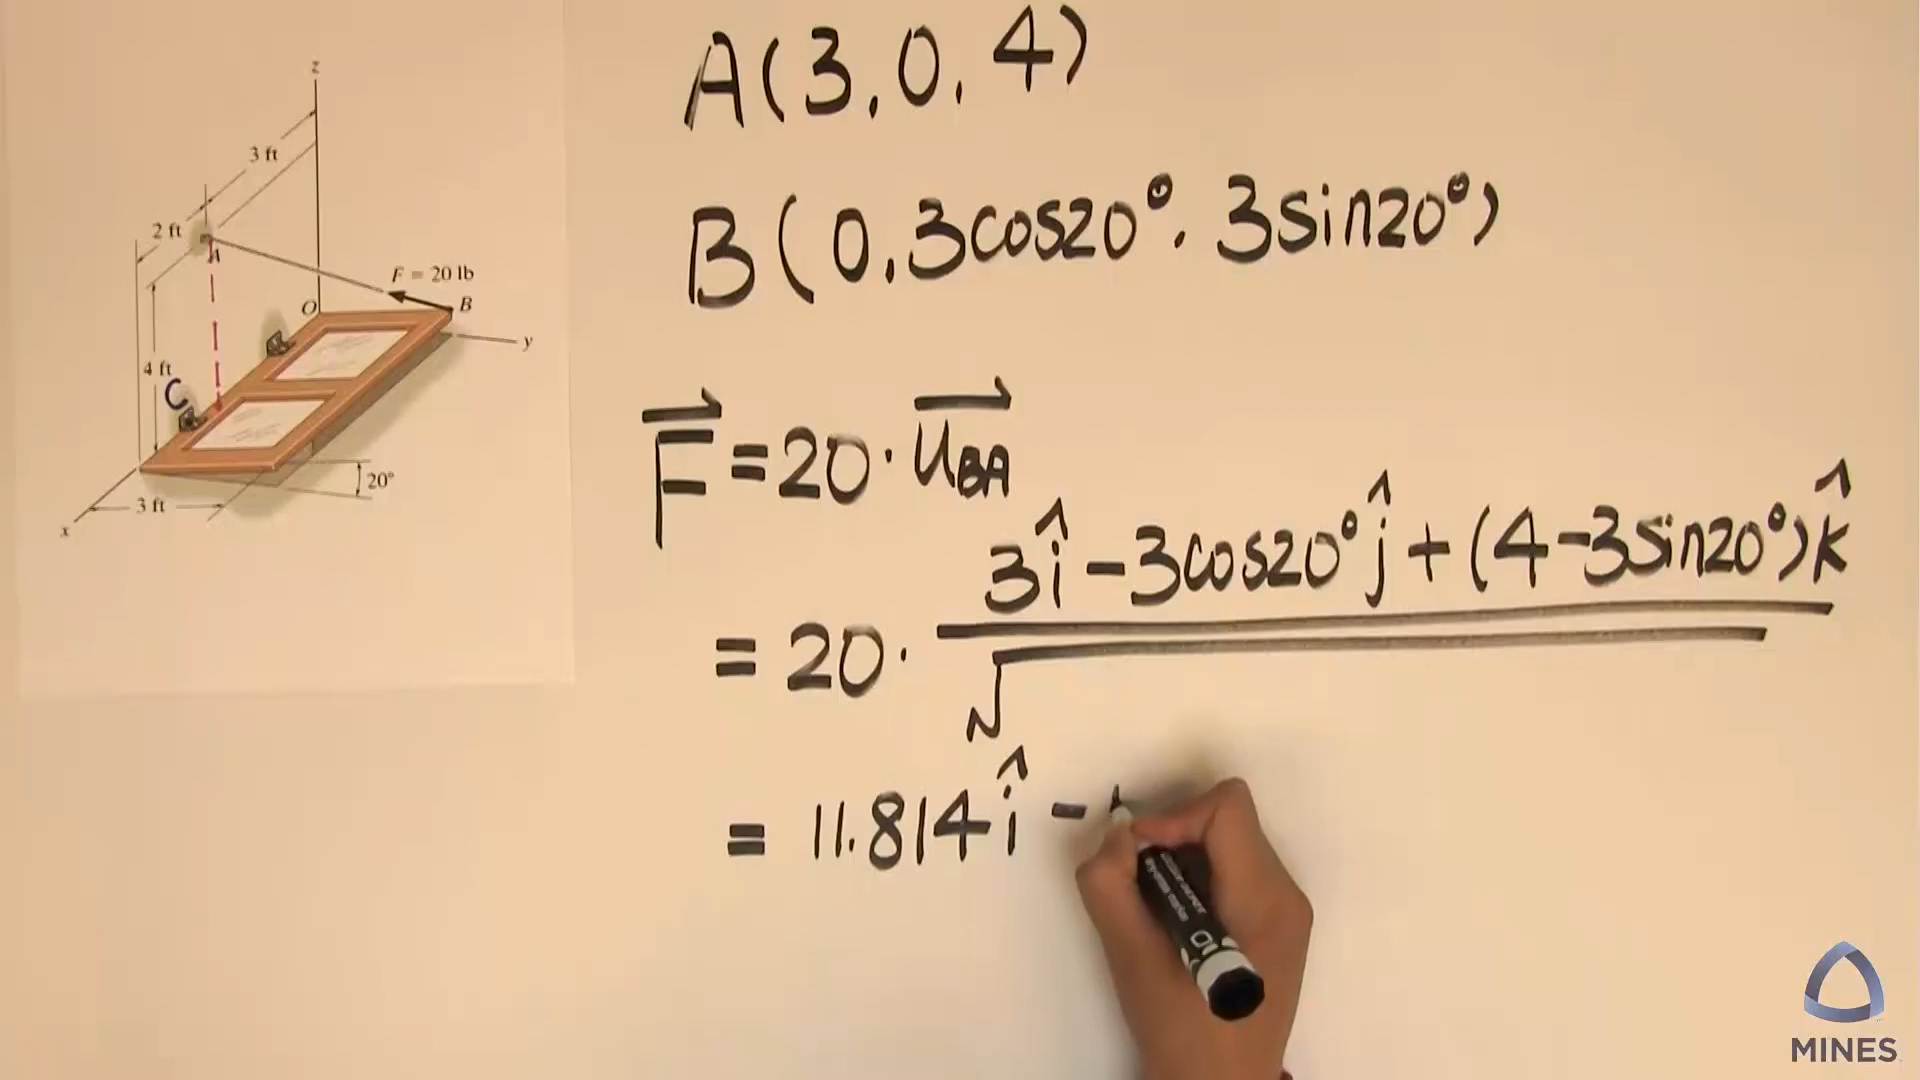 z
3 ft
2 ft
A
F = 20 lb
O
B
y
4 ft
C
20°
3 ft
x
A(3,0,4)
B(0,3cos20°,3sin20°)
F=20·u_BA
3î-3cos20°ĵ+(4-3sin20°)k̂
=20·
√
=11.814î-
MINES